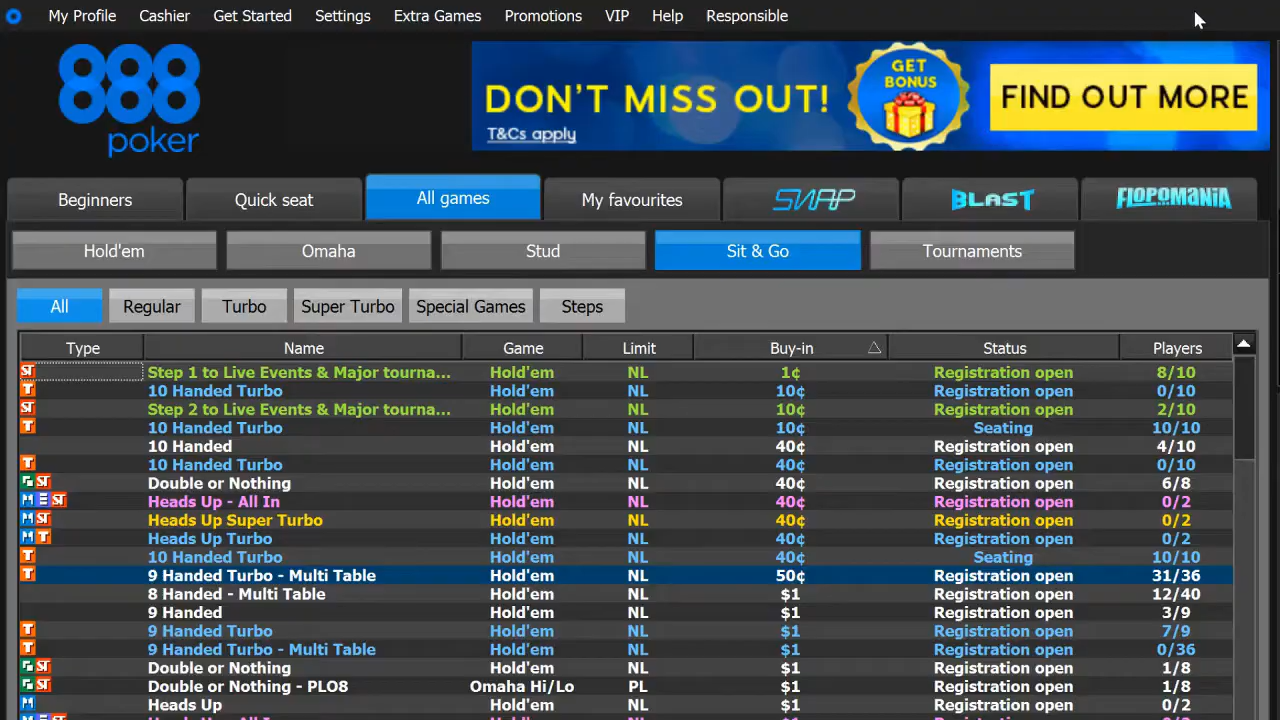 My Profile Cashier Get Started Settings Extra Games Promotions VIP Help Responsible
888 poker
DON'T MISS OUT!
T&Cs apply
GET BONUS
FIND OUT MORE
Beginners Quick seat All games My favourites SNAP BLAST FLOPOMANIA
Hold'em Omaha Stud Sit & Go Tournaments
All Regular Turbo Super Turbo Special Games Steps
Type Name Game Limit Buy-in Status Players
ST Step 1 to Live Events & Major tourna... Hold'em NL 1¢ Registration open 8/10
T 10 Handed Turbo Hold'em NL 10¢ Registration open 0/10
ST Step 2 to Live Events & Major tourna... Hold'em NL 10¢ Registration open 2/10
T 10 Handed Turbo Hold'em NL 10¢ Seating 10/10
10 Handed Hold'em NL 40¢ Registration open 4/10
T 10 Handed Turbo Hold'em NL 40¢ Registration open 0/10
ST Double or Nothing Hold'em NL 40¢ Registration open 6/8
ST Heads Up - All In Hold'em NL 40¢ Registration open 0/2
ST Heads Up Super Turbo Hold'em NL 40¢ Registration open 0/2
T Heads Up Turbo Hold'em NL 40¢ Registration open 0/2
T 10 Handed Turbo Hold'em NL 40¢ Seating 10/10
T 9 Handed Turbo - Multi Table Hold'em NL 50¢ Registration open 31/36
8 Handed - Multi Table Hold'em NL $1 Registration open 12/40
9 Handed Hold'em NL $1 Registration open 3/9
T 9 Handed Turbo Hold'em NL $1 Registration open 7/9
T 9 Handed Turbo - Multi Table Hold'em NL $1 Registration open 0/36
ST Double or Nothing Hold'em NL $1 Registration open 1/8
ST Double or Nothing - PLO8 Omaha Hi/Lo PL $1 Registration open 1/8
Heads Up Hold'em NL $1 Registration open 0/2